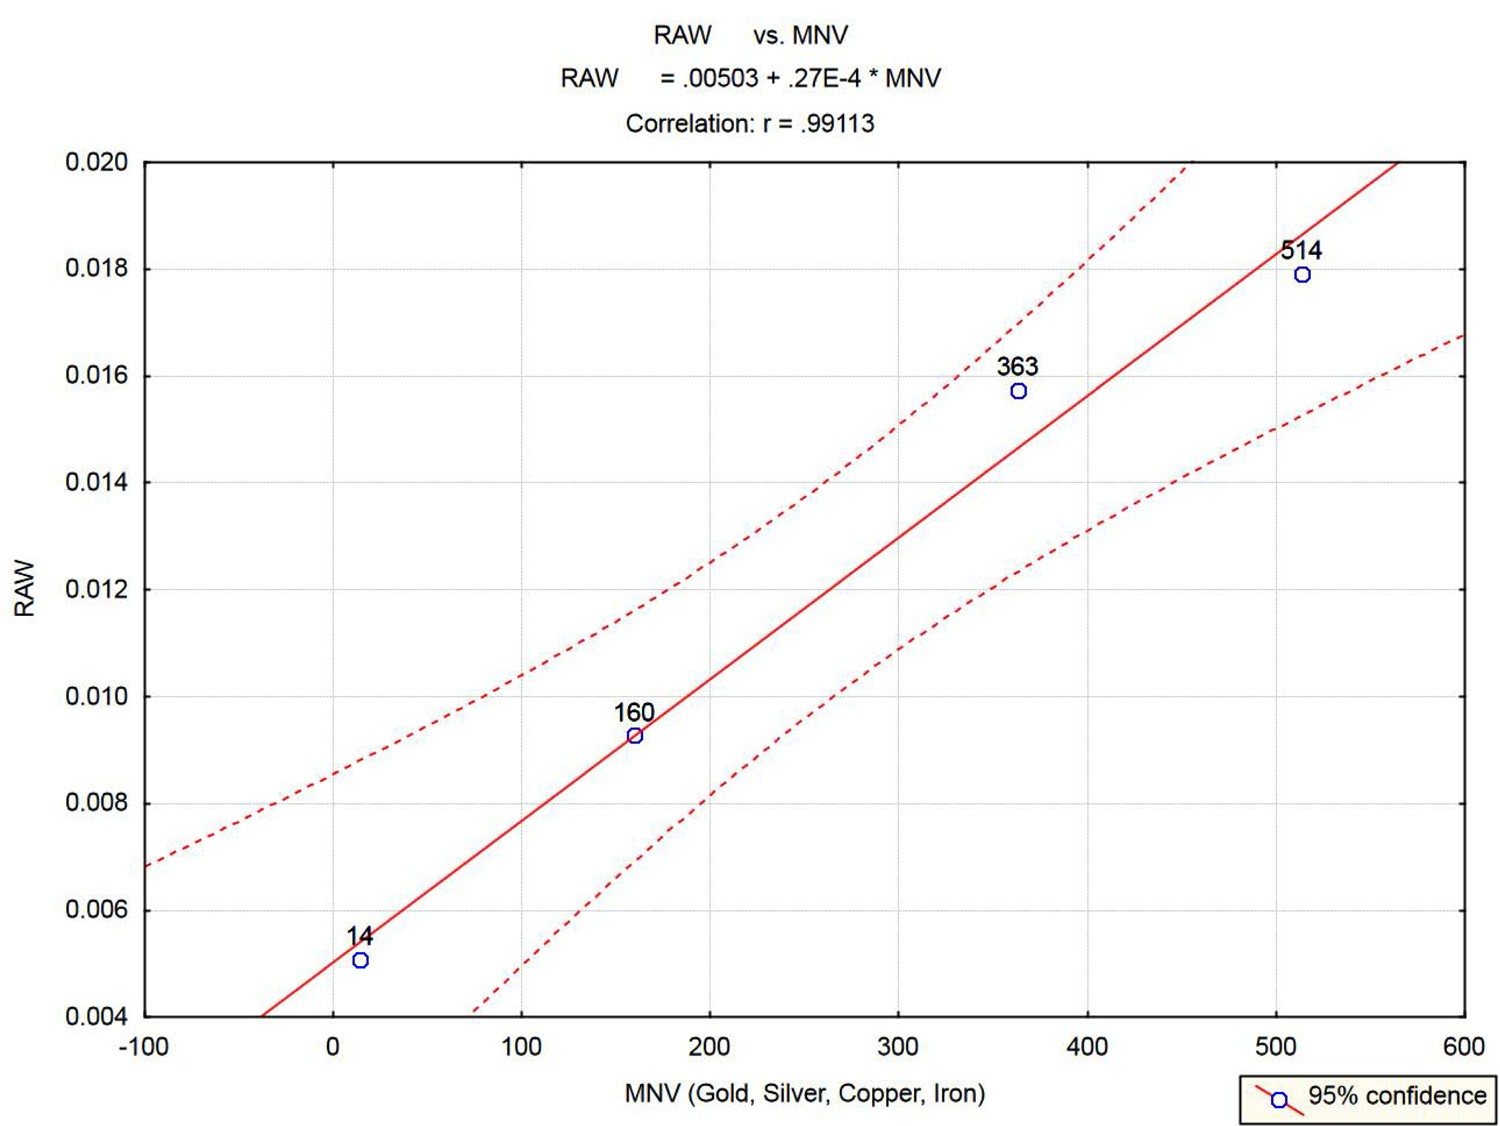 RAW vs. MNV
RAW = .00503 + .27E-4 * MNV
Correlation: r = .99113
0.020
0.018
0.016
0.014
0.012
0.010
0.008
0.006
0.004
RAW
514
363
160
14
-100 0 100 200 300 400 500 600
MNV (Gold, Silver, Copper, Iron)
95% confidence